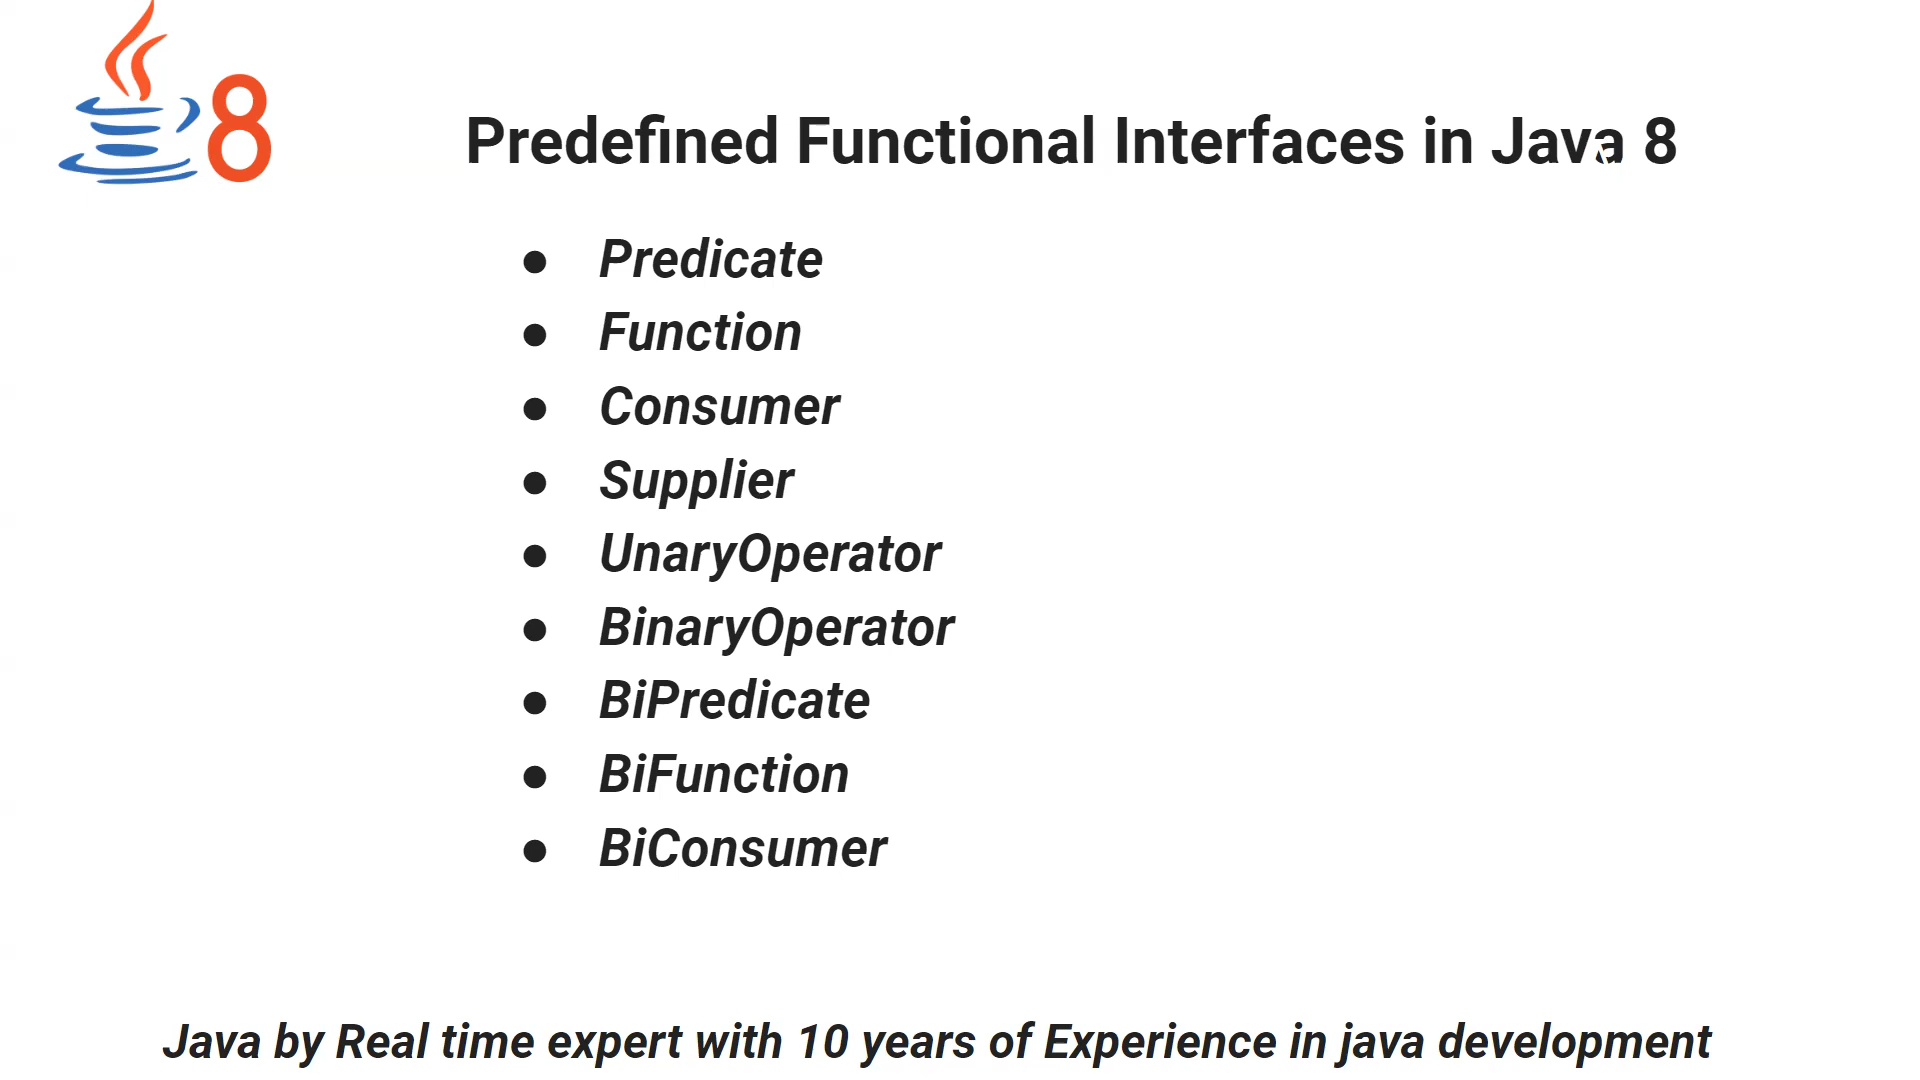 8
Predefined Functional Interfaces in Java 8
● Predicate
● Function
● Consumer
● Supplier
● UnaryOperator
● BinaryOperator
● BiPredicate
● BiFunction
● BiConsumer
Java by Real time expert with 10 years of Experience in java development